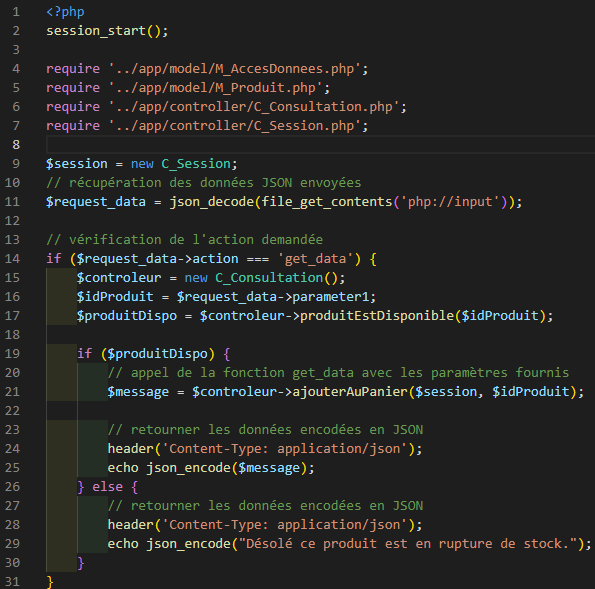 1 <?php
2 session_start();
3
4 require '../app/model/M_AccesDonnees.php';
5 require '../app/model/M_Produit.php';
6 require '../app/controller/C_Consultation.php';
7 require '../app/controller/C_Session.php';
8
9 $session = new C_Session;
10 // récupération des données JSON envoyées
11 $request_data = json_decode(file_get_contents('php://input'));
12
13 // vérification de l'action demandée
14 if ($request_data->action === 'get_data') {
15     $controleur = new C_Consultation();
16     $idProduit = $request_data->parameter1;
17     $produitDispo = $controleur->produitEstDisponible($idProduit);
18
19     if ($produitDispo) {
20         // appel de la fonction get_data avec les paramètres fournis
21         $message = $controleur->ajouterAuPanier($session, $idProduit);
22
23         // retourner les données encodées en JSON
24         header('Content-Type: application/json');
25         echo json_encode($message);
26     } else {
27         // retourner les données encodées en JSON
28         header('Content-Type: application/json');
29         echo json_encode("Désolé ce produit est en rupture de stock.");
30     }
31 }